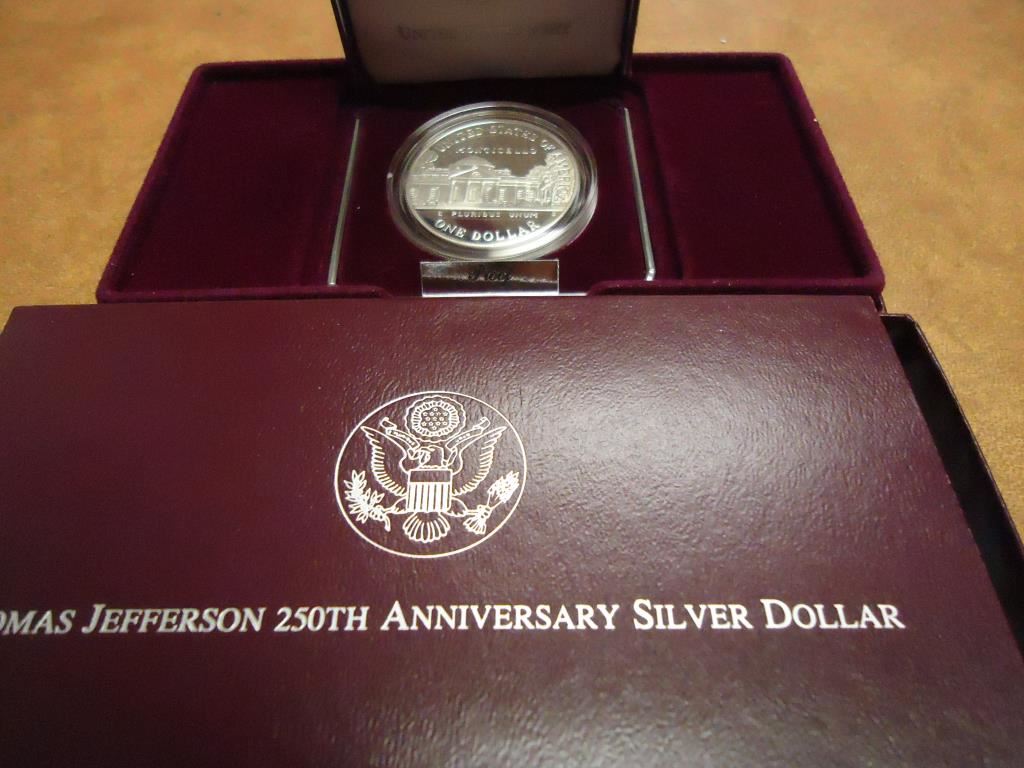 UNITED STATES OF AMERICA
MONTICELLO
E PLURIBUS UNUM
ONE DOLLAR
OMAS JEFFERSON 250TH ANNIVERSARY SILVER DOLLAR